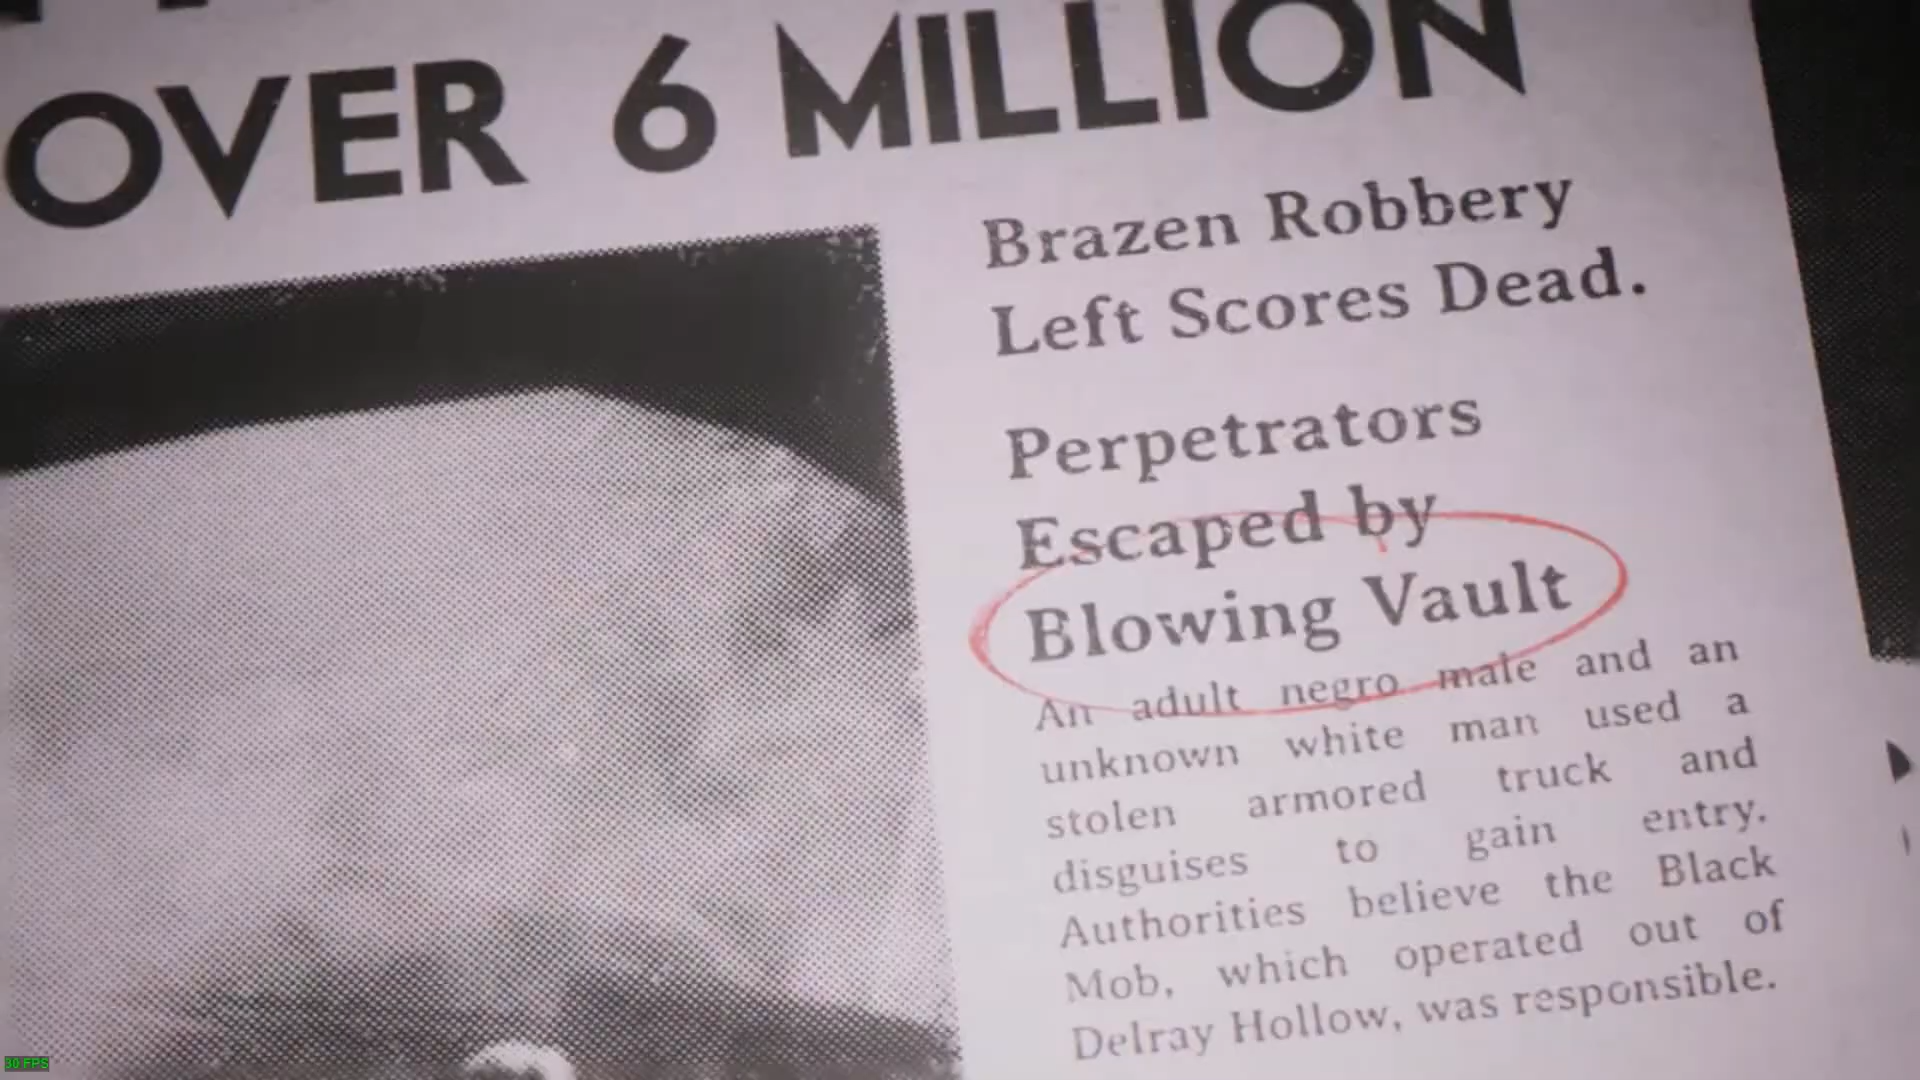 OVER 6 MILLION
Brazen Robbery
Left Scores Dead.
Perpetrators
Escaped by
Blowing Vault
An adult negro male and an
unknown white man used a
stolen armored truck and
disguises to gain entry.
Authorities believe the Black
Mob, which operated out of
Delray Hollow, was responsible.
30 FPS